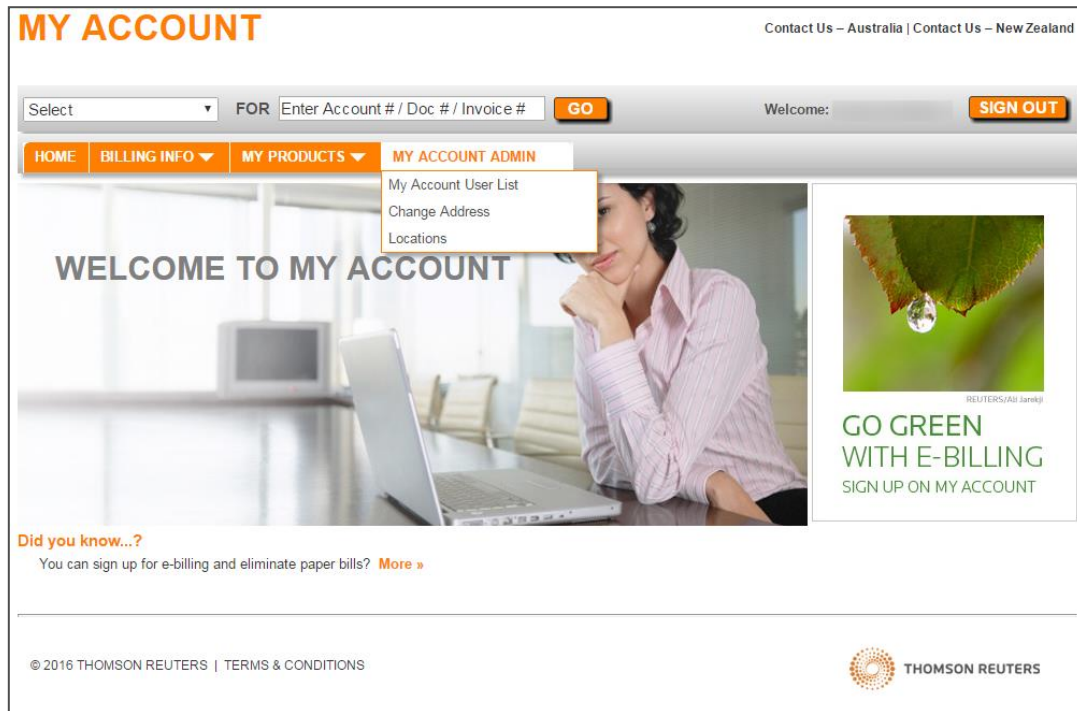 MY ACCOUNT
Contact Us – Australia | Contact Us – New Zealand
Select FOR Enter Account # / Doc # / Invoice # GO Welcome: SIGN OUT
HOME BILLING INFO MY PRODUCTS MY ACCOUNT ADMIN
My Account User List
Change Address
Locations
WELCOME TO MY ACCOUNT
REUTERS/Ali Jarekji
GO GREEN
WITH E-BILLING
SIGN UP ON MY ACCOUNT
Did you know...?
You can sign up for e-billing and eliminate paper bills? More »
© 2016 THOMSON REUTERS | TERMS & CONDITIONS
THOMSON REUTERS